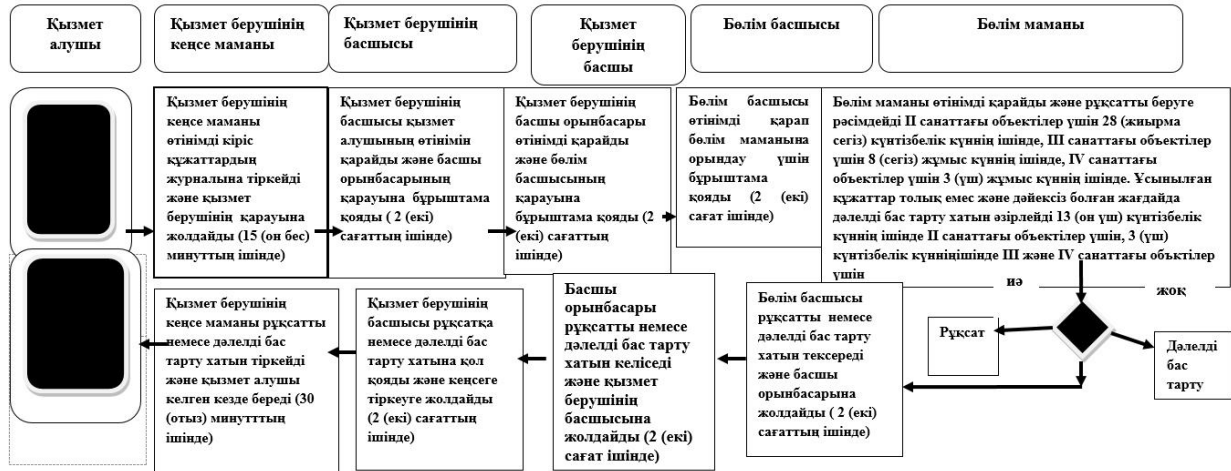 Қызмет
алушы
Қызмет берушінің
кеңсе маманы
Қызмет берушінің
басшысы
Қызмет
берушінің
басшы
Бөлім басшысы
Бөлім маманы
Қызмет берушінің
кеңсе маманы
өтінімді кіріс
құжаттардың
журналына тіркейді
және қызмет
берушінің қарауына
жолдайды (15 (он бес)
минуттың ішінде)
Қызмет берушінің
басшысы қызмет
алушының өтінімін
қарайды және басшы
орынбасарының
қарауына бұрыштама
қояды ( 2 (екі)
сағаттың ішінде)
Қызмет берушінің
басшы орынбасары
өтінімді қарайды
және бөлім
басшысының
қарауына
бұрыштама қояды (2
(екі) сағаттың
ішінде)
Бөлім басшысы
өтінімді қарап
бөлім маманына
орындау үшін
бұрыштама
қояды (2 (екі)
сағат ішінде)
Бөлім маманы өтінімді қарайды және рұқсатты беруге
рәсімдейді II санаттағы объектілер үшін 28 (жиырма
сегіз) күнтізбелік күннің ішінде, III санаттағы объектілер
үшін 8 (сегіз) жұмыс күннің ішінде, IV санаттағы
объектілер үшін 3 (үш) жұмыс күннің ішінде. Ұсынылған
құжаттар толық емес және дәйексіз болған жағдайда
дәлелді бас тарту хатын әзірлейді 13 (он үш) күнтізбелік
күннің ішінде II санаттағы объектілер үшін, 3 (үш)
күнтізбелік күнніңішінде III және IV санаттағы объктілер
үшін
иә
жоқ
Рұқсат
Дәлелді
бас
тарту
Бөлім басшысы
рұқсатты немесе
дәлелді бас тарту
хатын тексереді
және басшы
орынбасарына
жолдайды ( 2 (екі)
сағаттың ішінде)
Басшы
орынбасары
рұқсатты немесе
дәлелді бас тарту
хатын келіседі
және қызмет
берушінің
басшысына
жолдайды (2 (екі)
сағат ішінде)
Қызмет берушінің
басшысы рұқсатқа
немесе дәлелді бас
тарту хатына қол
қояды және кеңсеге
тіркеуге жолдайды
(2 (екі) сағаттың
ішінде)
Қызмет берушінің
кеңсе маманы рұқсатты
немесе дәлелді бас
тарту хатын тіркейді
және қызмет алушы
келген кезде береді (30
(отыз) минутттың
ішінде)